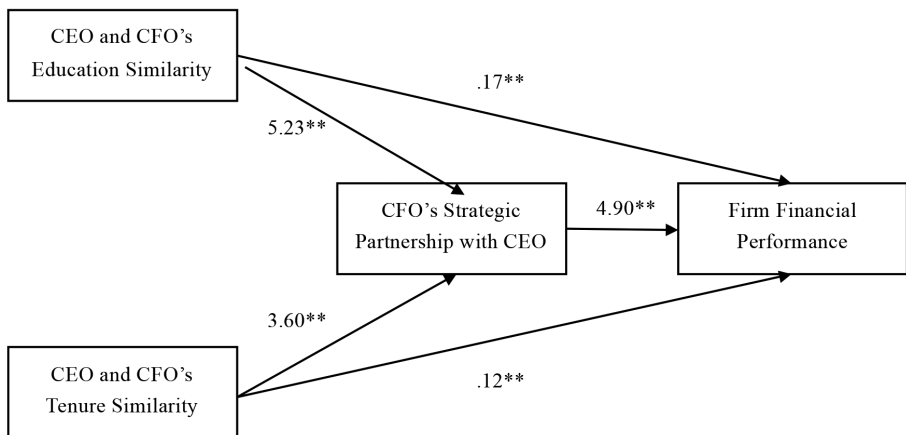 CEO and CFO’s
Education Similarity
.17**
5.23**
CFO’s Strategic
Partnership with CEO
4.90**
Firm Financial
Performance
3.60**
CEO and CFO’s
Tenure Similarity
.12**